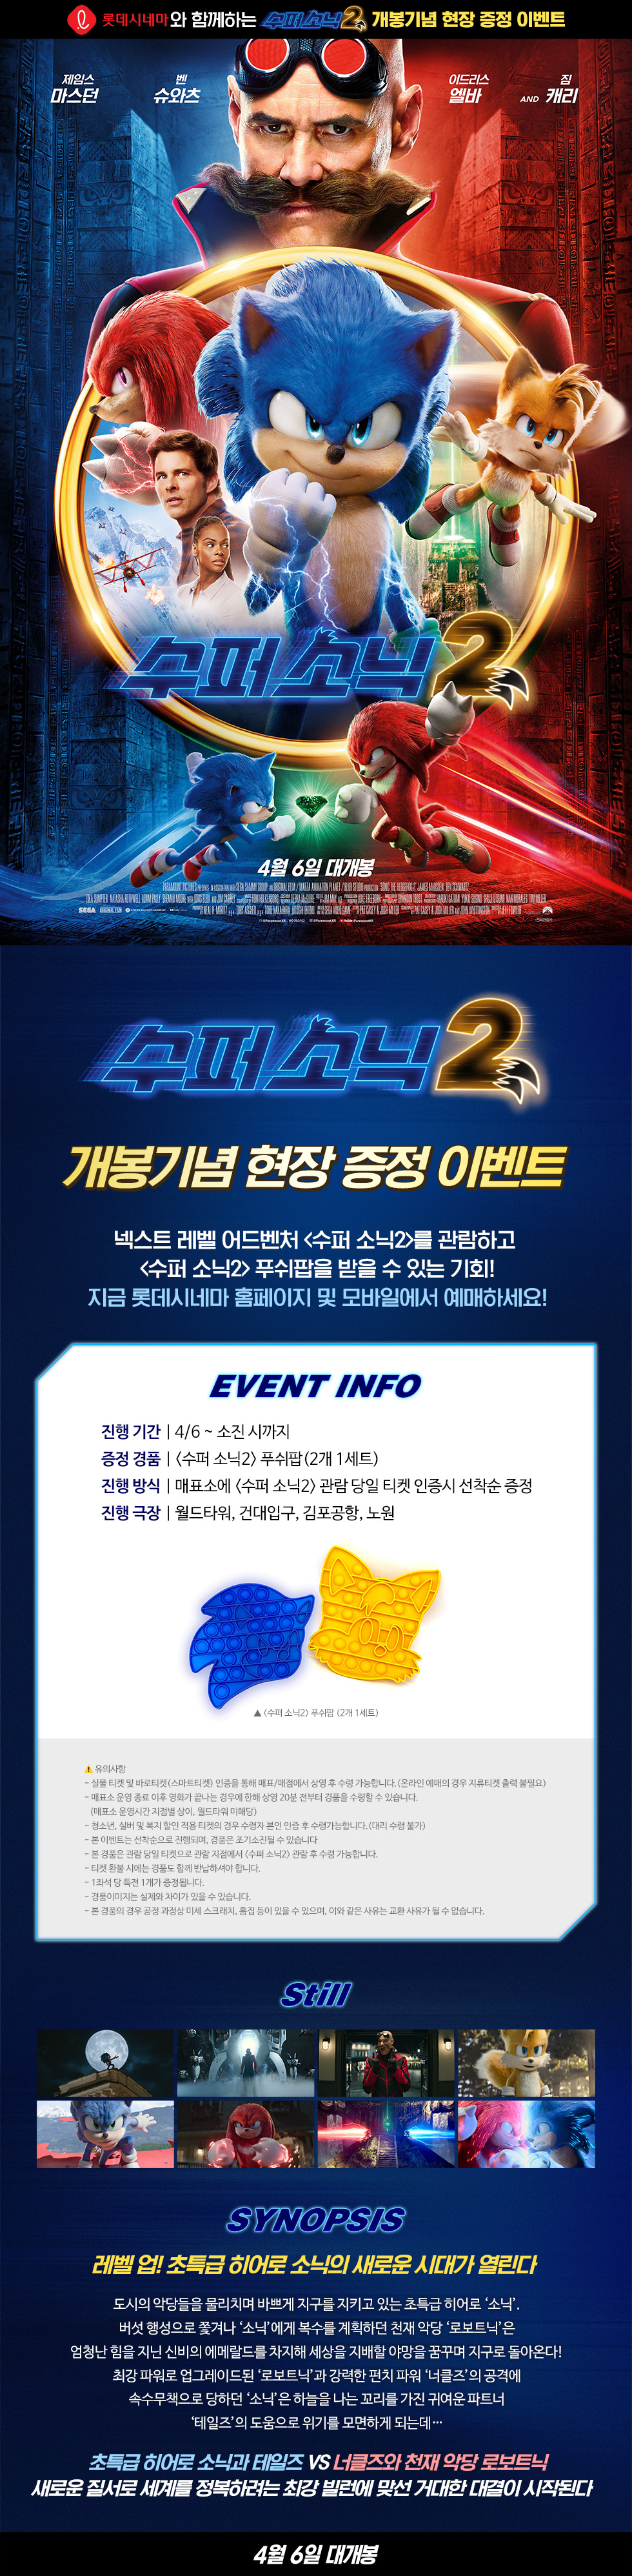 롯데시네마와 함께하는 수퍼소닉2 개봉기념 현장 증정 이벤트
제임스 마스던
벤 슈와츠
이드리스 엘바
AND 짐 캐리
수퍼소닉2
4월 6일 대개봉
SEGA
수퍼소닉2
개봉기념 현장 증정 이벤트
넥스트 레벨 어드벤처 <수퍼 소닉2>를 관람하고
<수퍼 소닉2> 푸쉬팝을 받을 수 있는 기회!
지금 롯데시네마 홈페이지 및 모바일에서 예매하세요!
EVENT INFO
진행 기간 | 4/6 ~ 소진 시까지
증정 경품 | <수퍼 소닉2> 푸쉬팝(2개 1세트)
진행 방식 | 매표소에 <수퍼 소닉2> 관람 당일 티켓 인증시 선착순 증정
진행 극장 | 월드타워, 건대입구, 김포공항, 노원
▲ <수퍼 소닉2> 푸쉬팝 (2개 1세트)
⚠ 유의사항
- 실물 티켓 및 바로티켓(스마트티켓) 인증을 통해 매표/매점에서 상영 후 수령 가능합니다.(온라인 예매의 경우 지류티켓 출력 불필요)
- 매표소 운영 종료 이후 영화가 끝나는 경우에 한해 상영 20분 전부터 경품을 수령할 수 있습니다.
(매표소 운영시간 지점별 상이, 월드타워 미해당)
- 청소년, 실버 및 복지 할인 적용 티켓의 경우 수령자 본인 인증 후 수령가능합니다.(대리 수령 불가)
- 본 이벤트는 선착순으로 진행되며, 경품은 조기소진될 수 있습니다
- 본 경품은 관람 당일 티켓으로 관람 지점에서 <수퍼 소닉2> 관람 후 수령 가능합니다.
- 티켓 환불 시에는 경품도 함께 반납하셔야 합니다.
- 1좌석 당 특전 1개가 증정됩니다.
- 경품이미지는 실제와 차이가 있을 수 있습니다.
- 본 경품의 경우 공정 과정상 미세 스크래치, 흠집 등이 있을 수 있으며, 이와 같은 사유는 교환 사유가 될 수 없습니다.
Still
SYNOPSIS
레벨 업! 초특급 히어로 소닉의 새로운 시대가 열린다
도시의 악당들을 물리치며 바쁘게 지구를 지키고 있는 초특급 히어로 ‘소닉’.
버섯 행성으로 쫓겨나 ‘소닉’에게 복수를 계획하던 천재 악당 ‘로보트닉’은
엄청난 힘을 지닌 신비의 에메랄드를 차지해 세상을 지배할 야망을 꿈꾸며 지구로 돌아온다!
최강 파워로 업그레이드된 ‘로보트닉’과 강력한 펀치 파워 ‘너클즈’의 공격에
속수무책으로 당하던 ‘소닉’은 하늘을 나는 꼬리를 가진 귀여운 파트너
‘테일즈’의 도움으로 위기를 모면하게 되는데…
초특급 히어로 소닉과 테일즈 VS 너클즈와 천재 악당 로보트닉
새로운 질서로 세계를 정복하려는 최강 빌런에 맞선 거대한 대결이 시작된다
4월 6일 대개봉